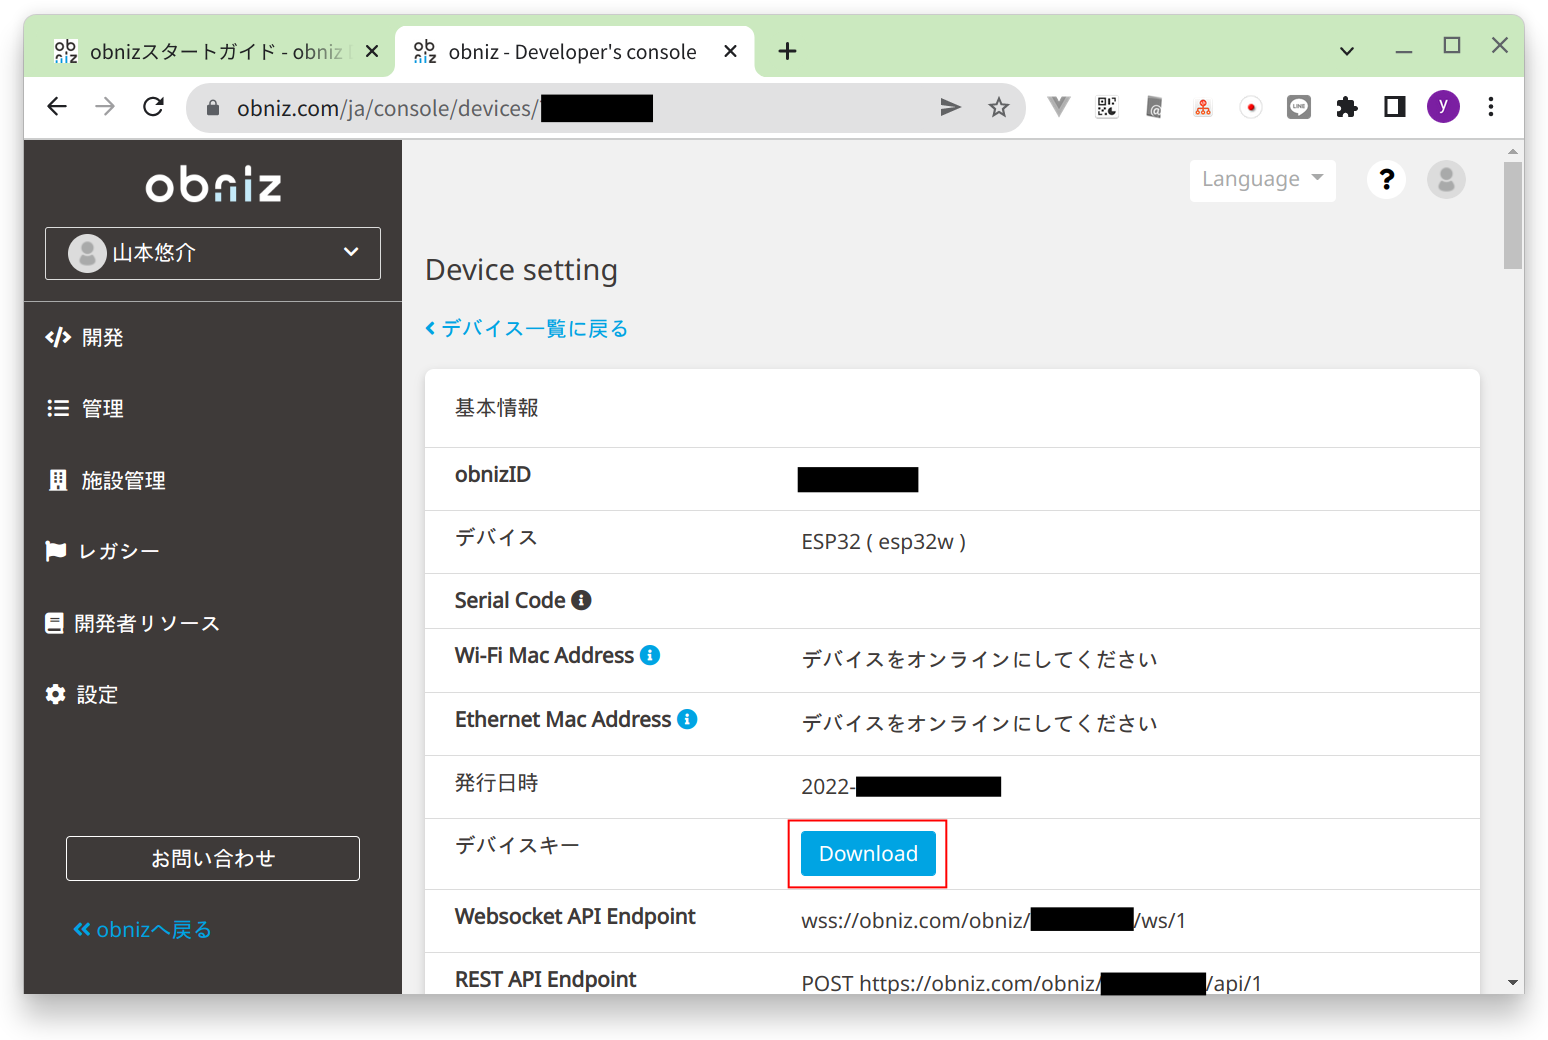 obnizスタートガイド - obniz
obniz - Developer's console
obniz.com/ja/console/devices/
LINE
y
obniz
Language
?
山本悠介
Device setting
デバイス一覧に戻る
開発
管理
施設管理
レガシー
開発者リソース
設定
お問い合わせ
obnizへ戻る
基本情報
obnizID
デバイス
ESP32 ( esp32w )
Serial Code
Wi-Fi Mac Address
デバイスをオンラインにしてください
Ethernet Mac Address
デバイスをオンラインにしてください
発行日時
2022-
デバイスキー
Download
Websocket API Endpoint
wss://obniz.com/obniz/ /ws/1
REST API Endpoint
POST https://obniz.com/obniz/ /api/1